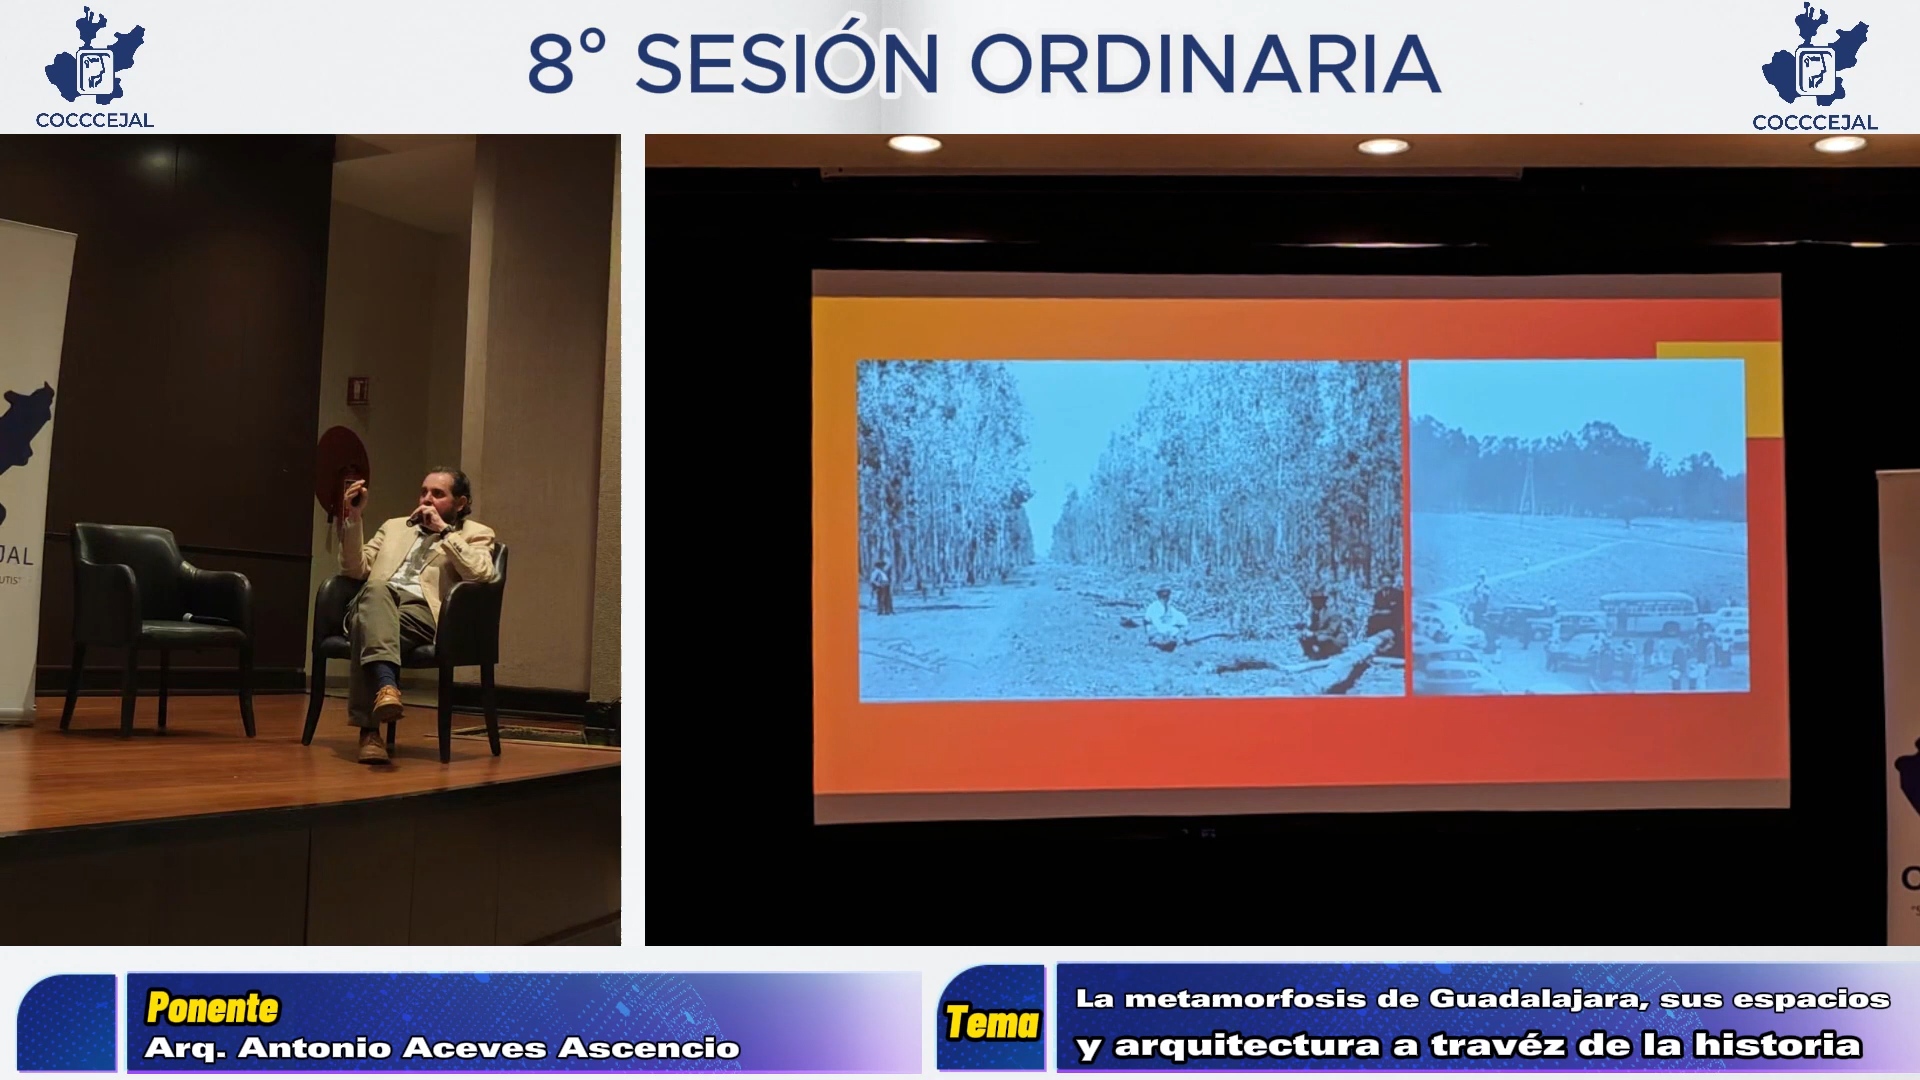 8° SESIÓN ORDINARIA
COCCCEJAL
COCCCEJAL
JAL
Ponente
Arq. Antonio Aceves Ascencio
Tema
La metamorfosis de Guadalajara, sus espacios
y arquitectura a travéz de la historia